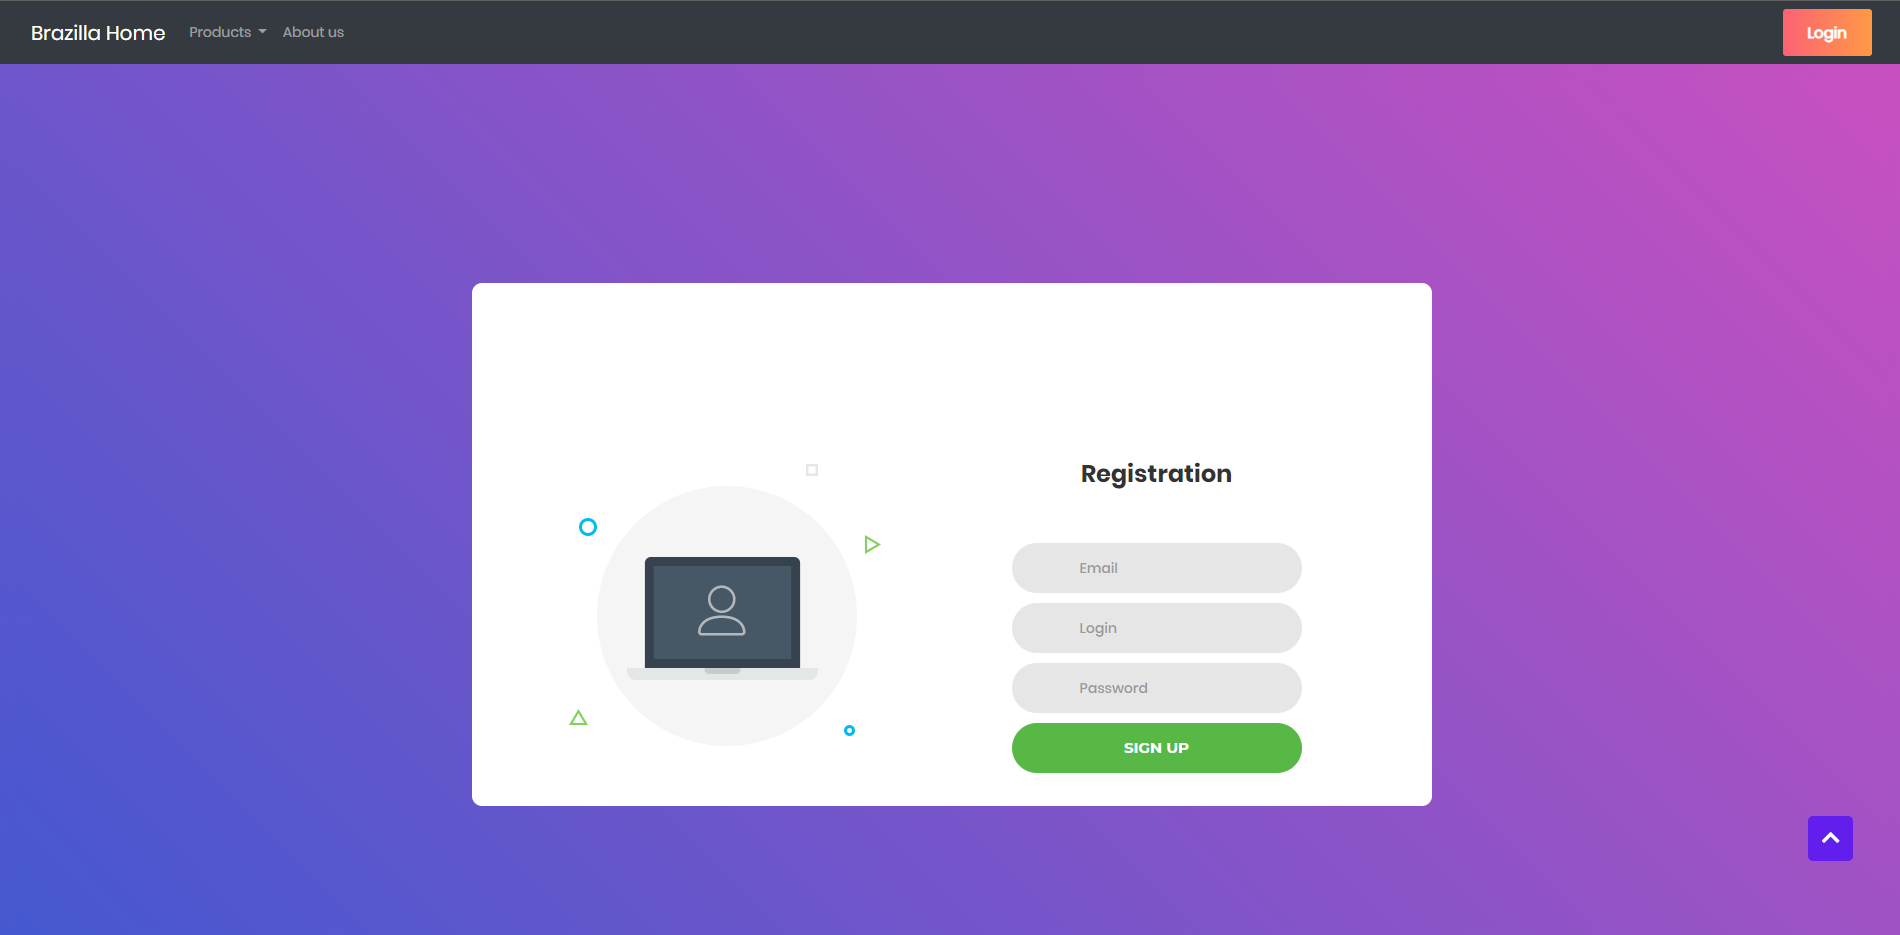 Brazilla Home Products About us Login
Registration
Email
Login
Password
SIGN UP